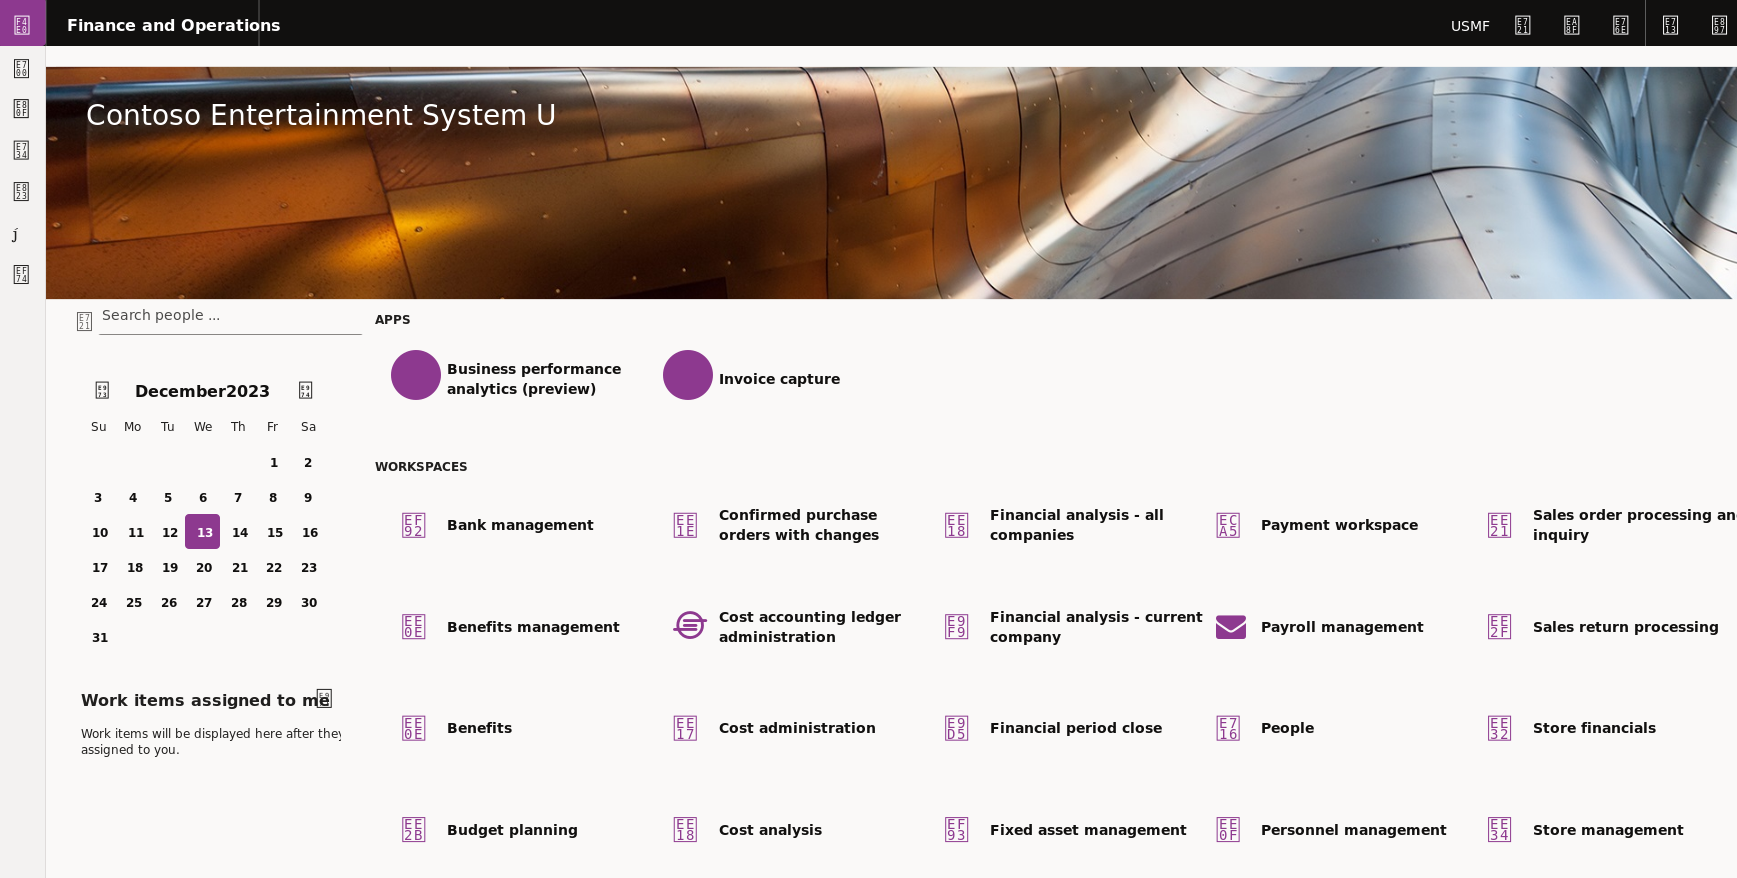 Finance and Operations
USMF
Contoso Entertainment System U
Search people ...
APPS
Business performance
analytics (preview)
Invoice capture
December2023
Su Mo Tu We Th Fr Sa
1 2
3 4 5 6 7 8 9
10 11 12 13 14 15 16
17 18 19 20 21 22 23
24 25 26 27 28 29 30
31
Work items assigned to me
Work items will be displayed here after they
assigned to you.
WORKSPACES
Bank management
Confirmed purchase
orders with changes
Financial analysis - all
companies
Payment workspace
Sales order processing an
inquiry
Benefits management
Cost accounting ledger
administration
Financial analysis - current
company
Payroll management
Sales return processing
Benefits
Cost administration
Financial period close
People
Store financials
Budget planning
Cost analysis
Fixed asset management
Personnel management
Store management